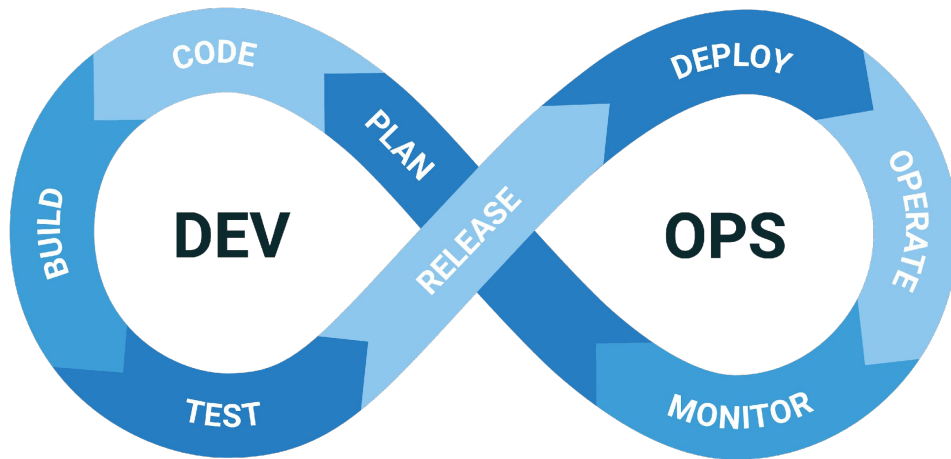 CODE
DEPLOY
PLAN
BUILD
DEV
RELEASE
OPS
OPERATE
TEST
MONITOR